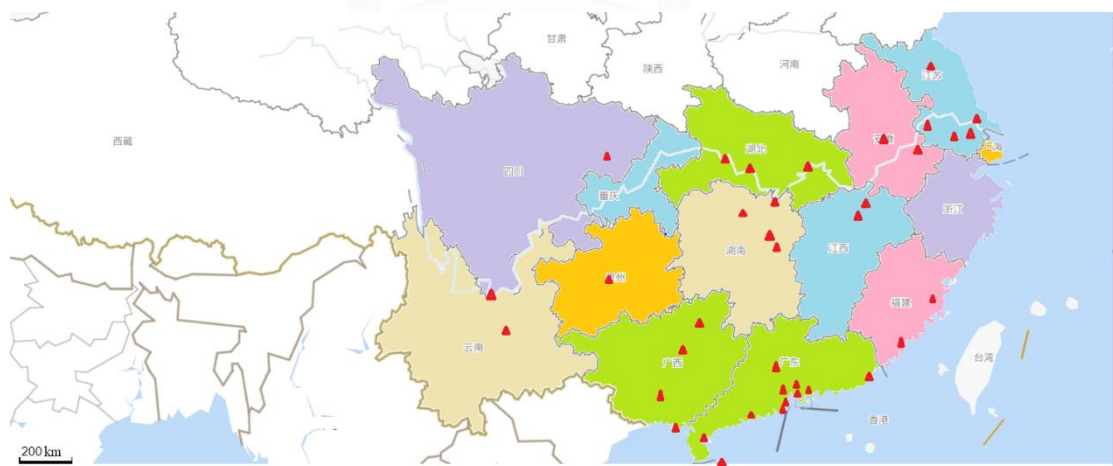 甘肃
陕西
河南
江苏
西藏
四川
湖北
安徽
上海
重庆
浙江
湖南
江西
贵州
福建
云南
广西
广东
台湾
香港
200 km